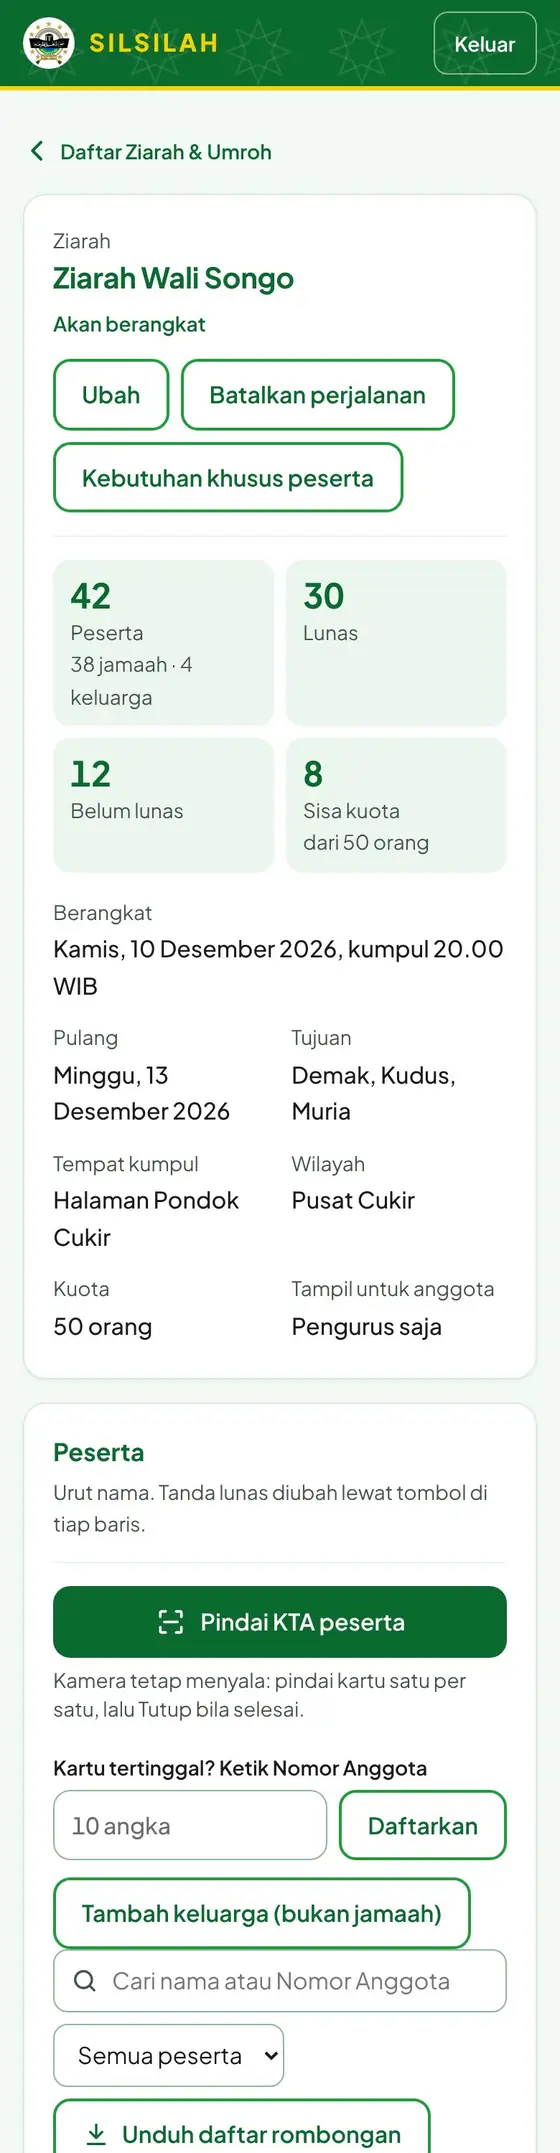 SILSILAH
Keluar
Daftar Ziarah & Umroh
Ziarah
Ziarah Wali Songo
Akan berangkat
Ubah
Batalkan perjalanan
Kebutuhan khusus peserta
42
Peserta
38 jamaah · 4
keluarga
30
Lunas
12
Belum lunas
8
Sisa kuota
dari 50 orang
Berangkat
Kamis, 10 Desember 2026, kumpul 20.00
WIB
Pulang
Minggu, 13
Desember 2026
Tujuan
Demak, Kudus,
Muria
Tempat kumpul
Halaman Pondok
Cukir
Wilayah
Pusat Cukir
Kuota
50 orang
Tampil untuk anggota
Pengurus saja
Peserta
Urut nama. Tanda lunas diubah lewat tombol di
tiap baris.
Pindai KTA peserta
Kamera tetap menyala: pindai kartu satu per
satu, lalu Tutup bila selesai.
Kartu tertinggal? Ketik Nomor Anggota
10 angka
Daftarkan
Tambah keluarga (bukan jamaah)
Cari nama atau Nomor Anggota
Semua peserta
Unduh daftar rombongan